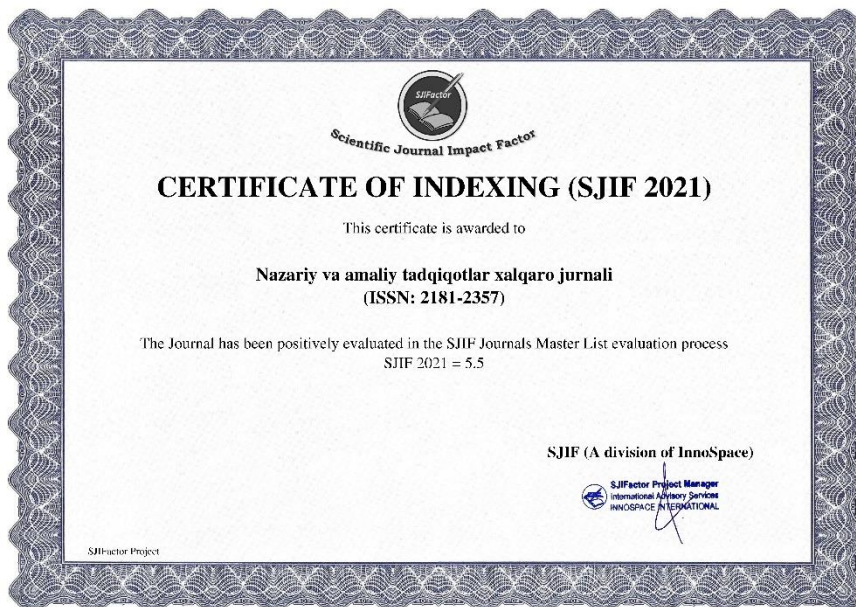 SJIFactor
Scientific Journal Impact Factor
CERTIFICATE OF INDEXING (SJIF 2021)
This certificate is awarded to
Nazariy va amaliy tadqiqotlar xalqaro jurnali
(ISSN: 2181-2357)
The Journal has been positively evaluated in the SJIF Journals Master List evaluation process
SJIF 2021 = 5.5
SJIF (A division of InnoSpace)
SJIFactor Project Manager
International Advisory Services
INNOSPACE INTERNATIONAL
SJIFactor Project